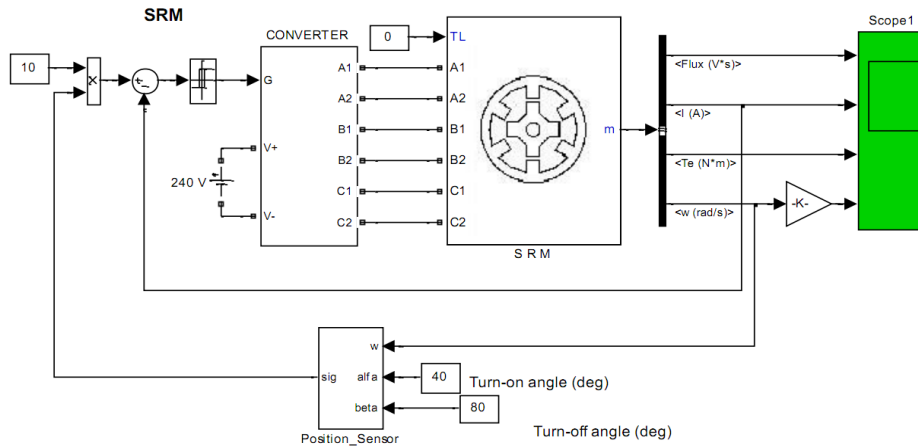 SRM
Scope1
CONVERTER
0
TL
10
x
+
-
G
A1
A1
A2
A2
B1
B1
B2
B2
C1
C1
C2
C2
V+
V-
240 V
+
m
<Flux (V*s)>
<I (A)>
<Te (N*m)>
<w (rad/s)>
-K-
S R M
w
sig
alfa
beta
40
Turn-on angle (deg)
80
Position_Sensor
Turn-off angle (deg)